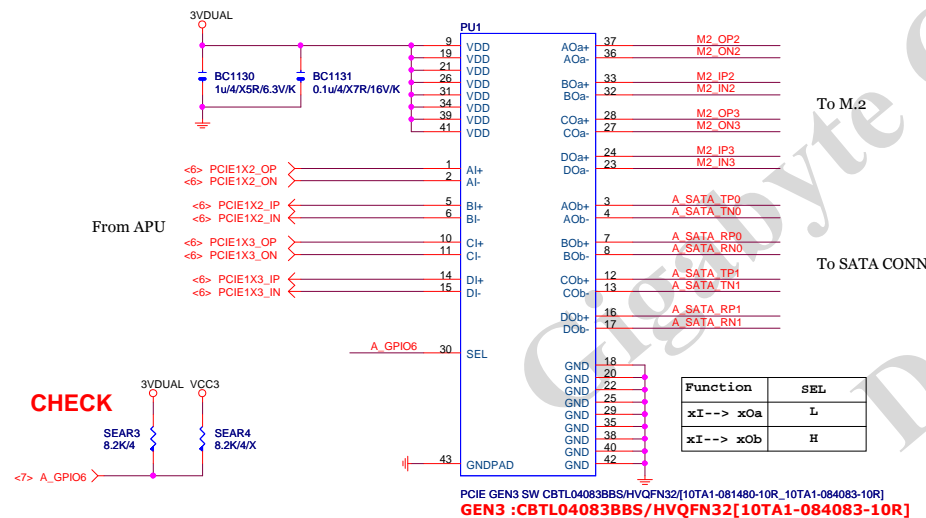 3VDUAL
BC1130
1u/4/X5R/6.3V/K
BC1131
0.1u/4/X7R/16V/K
PU1
9 VDD
19 VDD
21 VDD
26 VDD
31 VDD
34 VDD
39 VDD
41 VDD
AOa+ 37 M2_OP2
AOa- 36 M2_ON2
BOa+ 33 M2_IP2
BOa- 32 M2_IN2
COa+ 28 M2_OP3
COa- 27 M2_ON3
DOa+ 24 M2_IP3
DOa- 23 M2_IN3
To M.2
From APU
<6> PCIE1X2_OP 1 AI+
<6> PCIE1X2_ON 2 AI-
<6> PCIE1X2_IP 5 BI+
<6> PCIE1X2_IN 6 BI-
<6> PCIE1X3_OP 10 CI+
<6> PCIE1X3_ON 11 CI-
<6> PCIE1X3_IP 14 DI+
<6> PCIE1X3_IN 15 DI-
AOb+ 3 A_SATA_TP0
AOb- 4 A_SATA_TN0
BOb+ 7 A_SATA_RP0
BOb- 8 A_SATA_RN0
COb+ 12 A_SATA_TP1
COb- 13 A_SATA_TN1
DOb+ 16 A_SATA_RP1
DOb- 17 A_SATA_RN1
To SATA CONN
A_GPIO6 30 SEL
GND 18
GND 20
GND 22
GND 25
GND 29
GND 35
GND 38
GND 40
GND 42
43 GNDPAD
CHECK
3VDUAL VCC3
SEAR3
8.2K/4
SEAR4
8.2K/4/X
<7> A_GPIO6
Function SEL
xI--> xOa L
xI--> xOb H
PCIE GEN3 SW CBTL04083BBS/HVQFN32/[10TA1-081480-10R_10TA1-084083-10R]
GEN3 :CBTL04083BBS/HVQFN32[10TA1-084083-10R]
Gigabyte